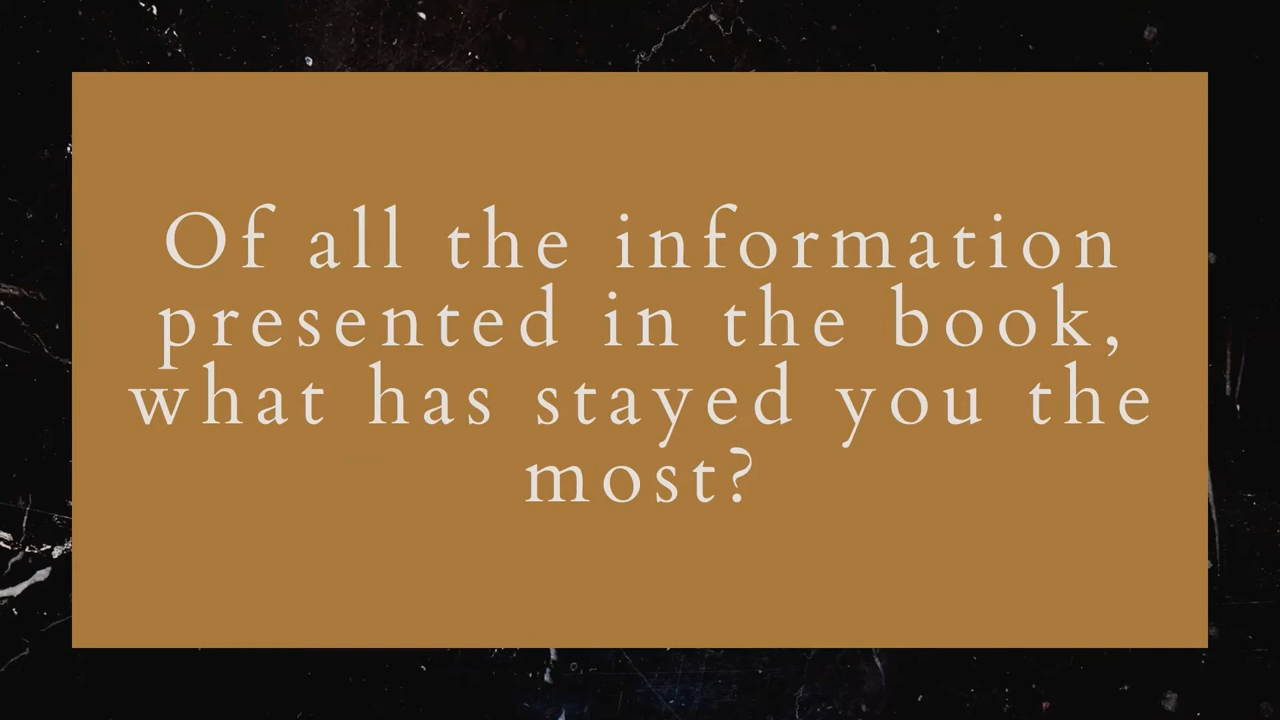 Of all the information
presented in the book,
what has stayed you the
most?